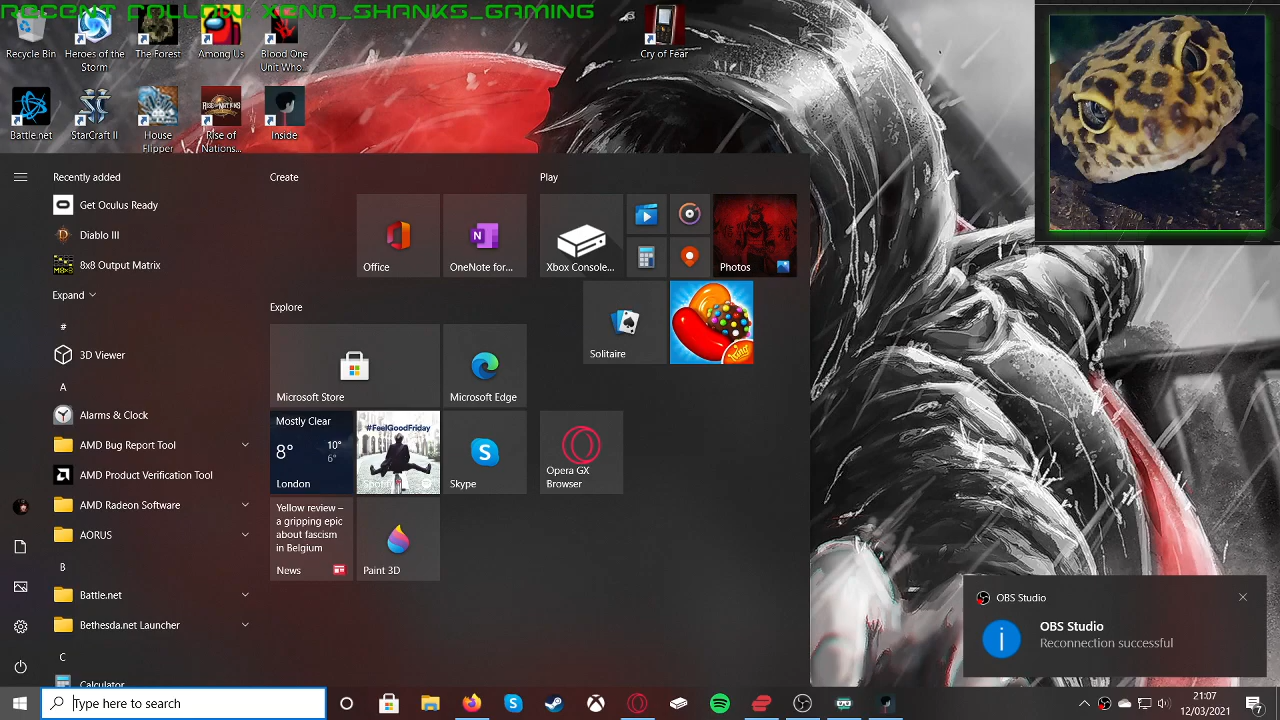 RECENT FOLLOW: XENO_SHANKS_GAMING
Recycle Bin
Heroes of the
Storm
The Forest
Among Us
Blood One
Unit Who...
Cry of Fear
Battle.net
StarCraft II
House
Flipper
Rise of
Nations...
Inside
Recently added
Get Oculus Ready
Diablo III
8x8 Output Matrix
Expand
#
3D Viewer
A
Alarms & Clock
AMD Bug Report Tool
AMD Product Verification Tool
AMD Radeon Software
AORUS
B
Battle.net
Bethesda.net Launcher
C
Calculator
Create
Office
OneNote for...
Explore
Microsoft Store
Microsoft Edge
Mostly Clear
8°
10°
6°
London
#FeelGoodFriday
Skype
Yellow review –
a gripping epic
about fascism
in Belgium
News
Paint 3D
Play
Xbox Console...
Photos
Solitaire
king
Opera GX
Browser
OBS Studio
OBS Studio
Reconnection successful
Type here to search
21:07
12/03/2021
7